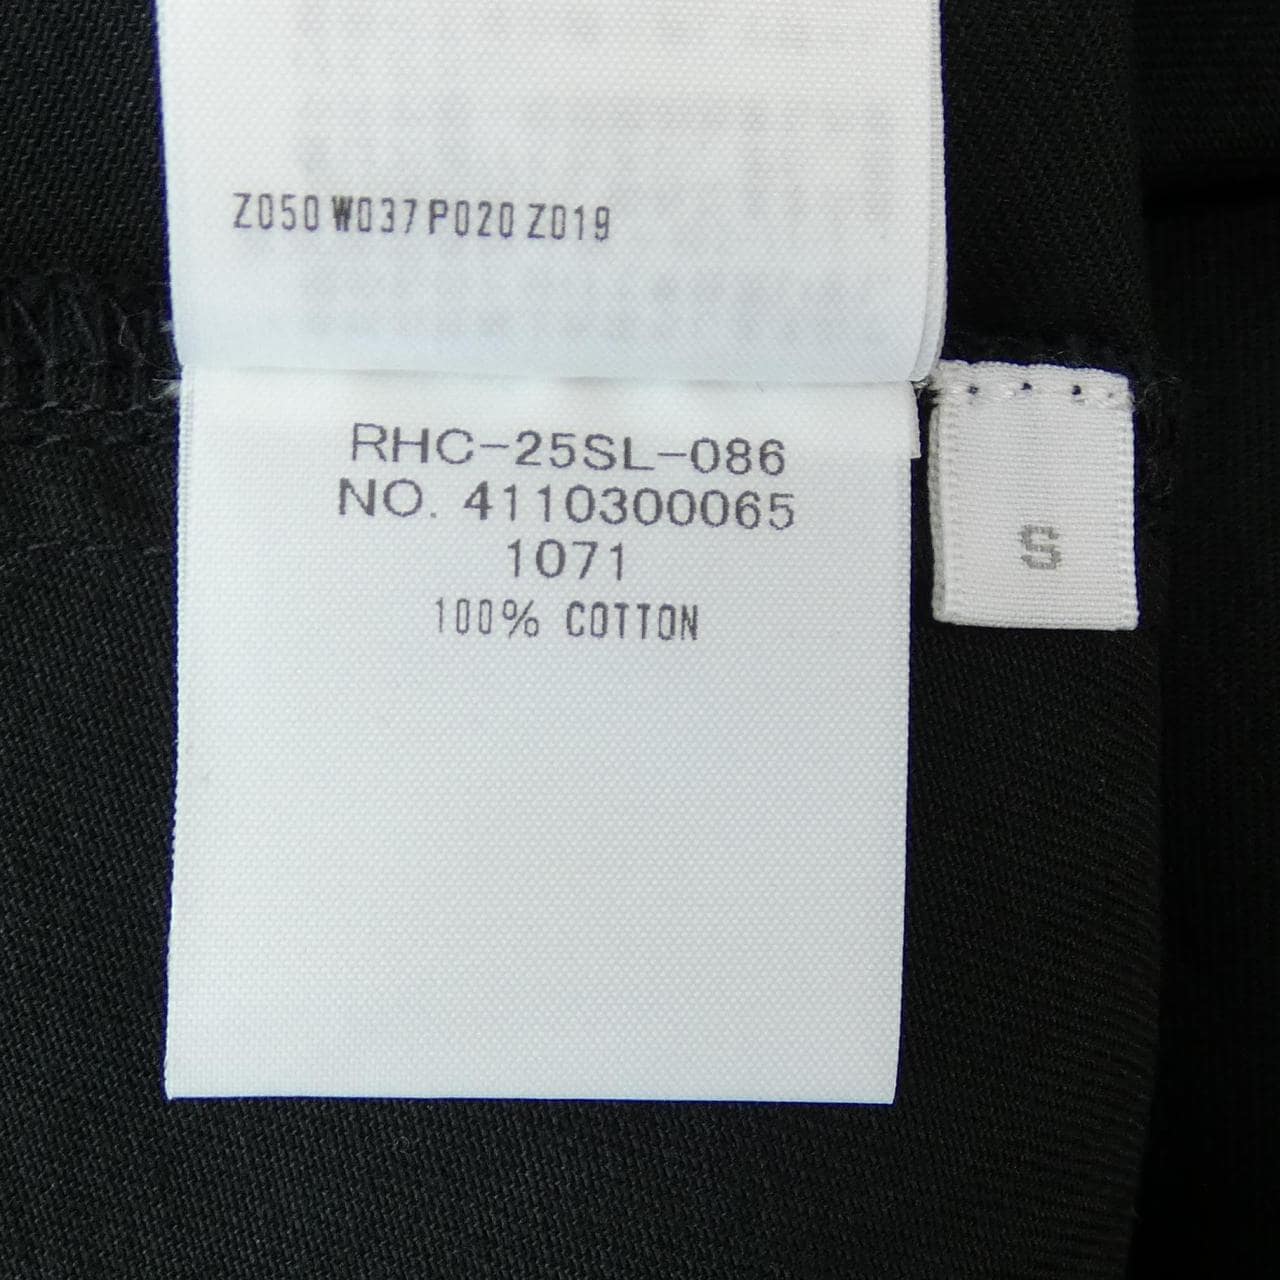 Z050 W037 P020 Z019
RHC-25SL-086
NO. 4110300065
1071
100% COTTON
S